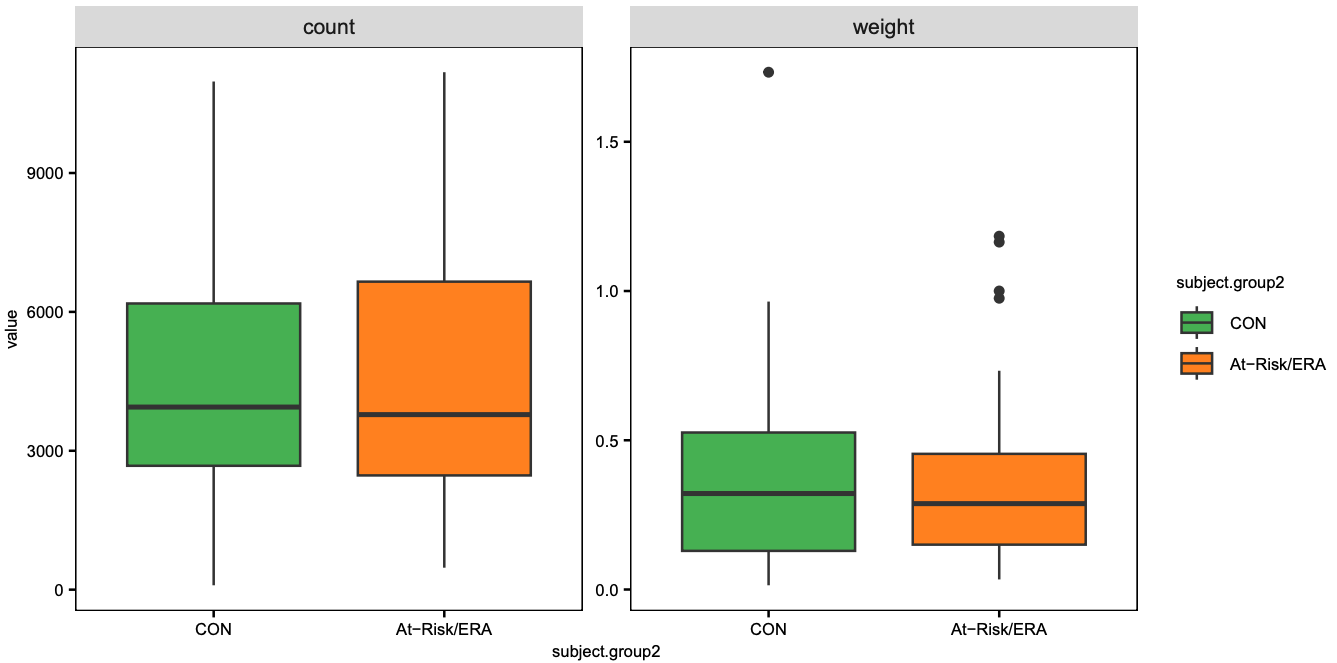 count
weight
value
9000
6000
3000
0
1.5
1.0
0.5
0.0
CON
At−Risk/ERA
CON
At−Risk/ERA
subject.group2
subject.group2
CON
At−Risk/ERA